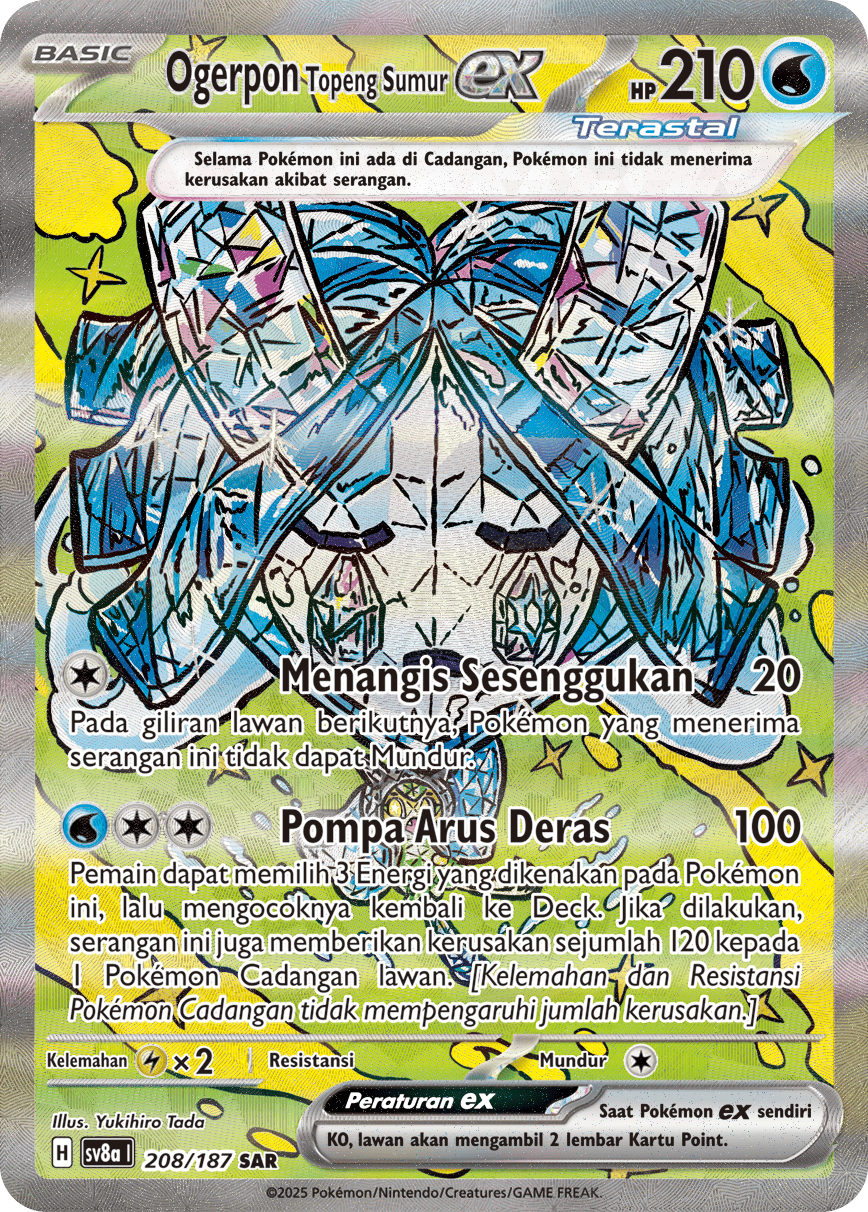 BASIC
Ogerpon Topeng Sumur ex HP 210
Terastal
Selama Pokémon ini ada di Cadangan, Pokémon ini tidak menerima
kerusakan akibat serangan.
Menangis Sesenggukan 20
Pada giliran lawan berikutnya, Pokémon yang menerima
serangan ini tidak dapat Mundur.
Pompa Arus Deras 100
Pemain dapat memilih 3 Energi yang dikenakan pada Pokémon
ini, lalu mengocoknya kembali ke Deck. Jika dilakukan,
serangan ini juga memberikan kerusakan sejumlah 120 kepada
1 Pokémon Cadangan lawan. [Kelemahan dan Resistansi
Pokémon Cadangan tidak mempengaruhi jumlah kerusakan.]
Kelemahan ×2 Resistansi Mundur
Peraturan ex
Saat Pokémon ex sendiri
KO, lawan akan mengambil 2 lembar Kartu Point.
Illus. Yukihiro Tada
H sv8a I 208/187 SAR
©2025 Pokémon/Nintendo/Creatures/GAME FREAK.